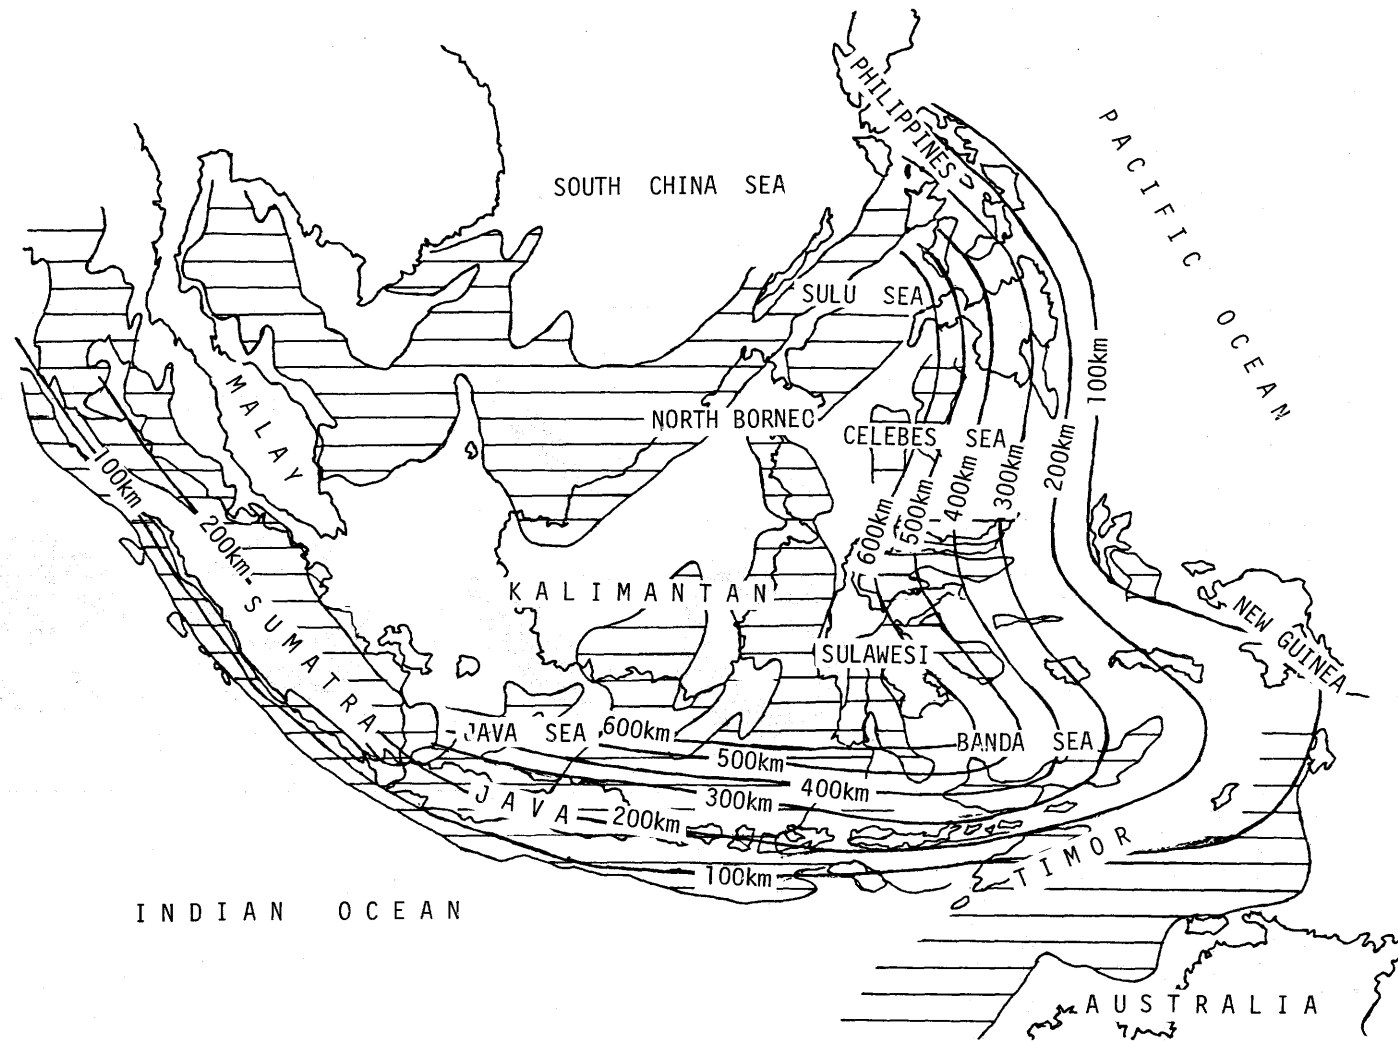 PHILIPPINES
PACIFIC OCEAN
SOUTH CHINA SEA
SULU SEA
MALAY
NORTH BORNEO
CELEBES SEA
100km
200km
300km
400km
500km
600km
100km
200km
SUMATRA
KALIMANTAN
SULAWESI
NEW GUINEA
JAVA SEA
600km
500km
400km
300km
200km
100km
BANDA SEA
JAVA
TIMOR
INDIAN OCEAN
AUSTRALIA